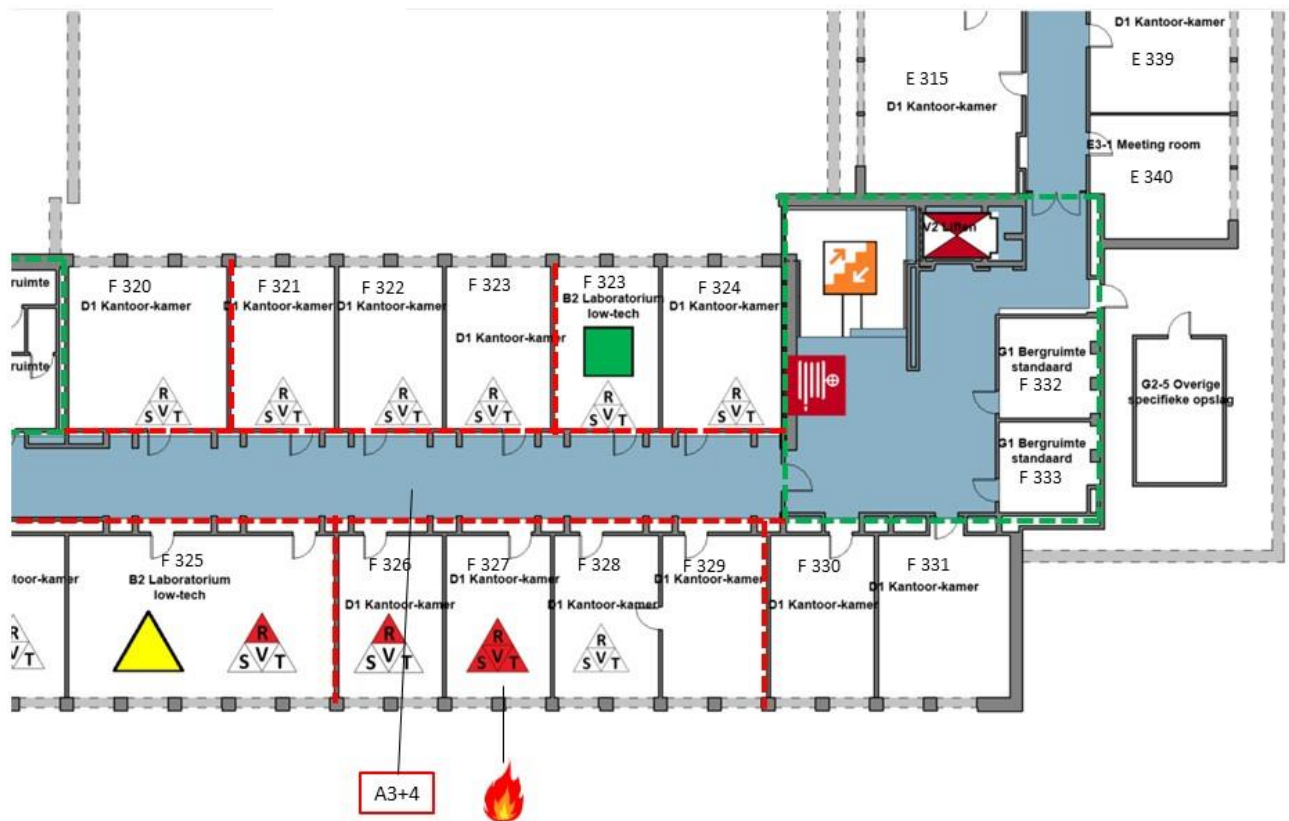 D1 Kantoor-kamer
E 339
E 315
D1 Kantoor-kamer
E3-1 Meeting room
E 340
V2 Liften
ruimte
F 320
D1 Kantoor-kamer
F 321
D1 Kantoor-kamer
F 322
D1 Kantoor-kamer
F 323
D1 Kantoor-kamer
F 323
B2 Laboratorium
low-tech
F 324
D1 Kantoor-kamer
ruimte
R
S V T
R
S V T
R
S V T
R
S V T
R
S V T
R
S V T
G1 Bergruimte
standaard
F 332
G2-5 Overige
specifieke opslag
G1 Bergruimte
standaard
F 333
toor-kamer
F 325
B2 Laboratorium
low-tech
F 326
D1 Kantoor-kamer
F 327
D1 Kantoor-kamer
F 328
D1 Kantoor-kamer
F 329
D1 Kantoor-kamer
F 330
D1 Kantoor-kamer
F 331
D1 Kantoor-kamer
R
V T
R
S V T
R
S V T
R
S V T
R
S V T
A3+4